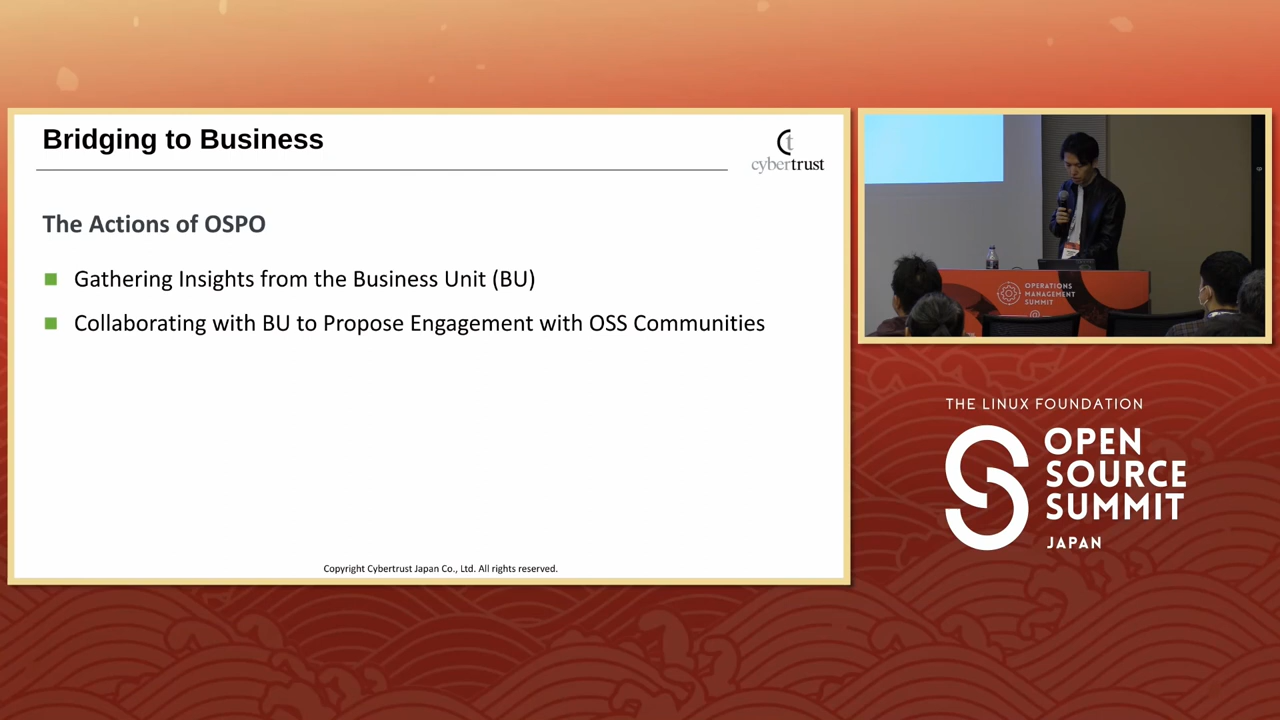 Bridging to Business
cybertrust
The Actions of OSPO
Gathering Insights from the Business Unit (BU)
Collaborating with BU to Propose Engagement with OSS Communities
Copyright Cybertrust Japan Co., Ltd. All rights reserved.
OPERATIONS
MANAGEMENT
SUMMIT
THE LINUX FOUNDATION
OPEN
SOURCE
SUMMIT
JAPAN